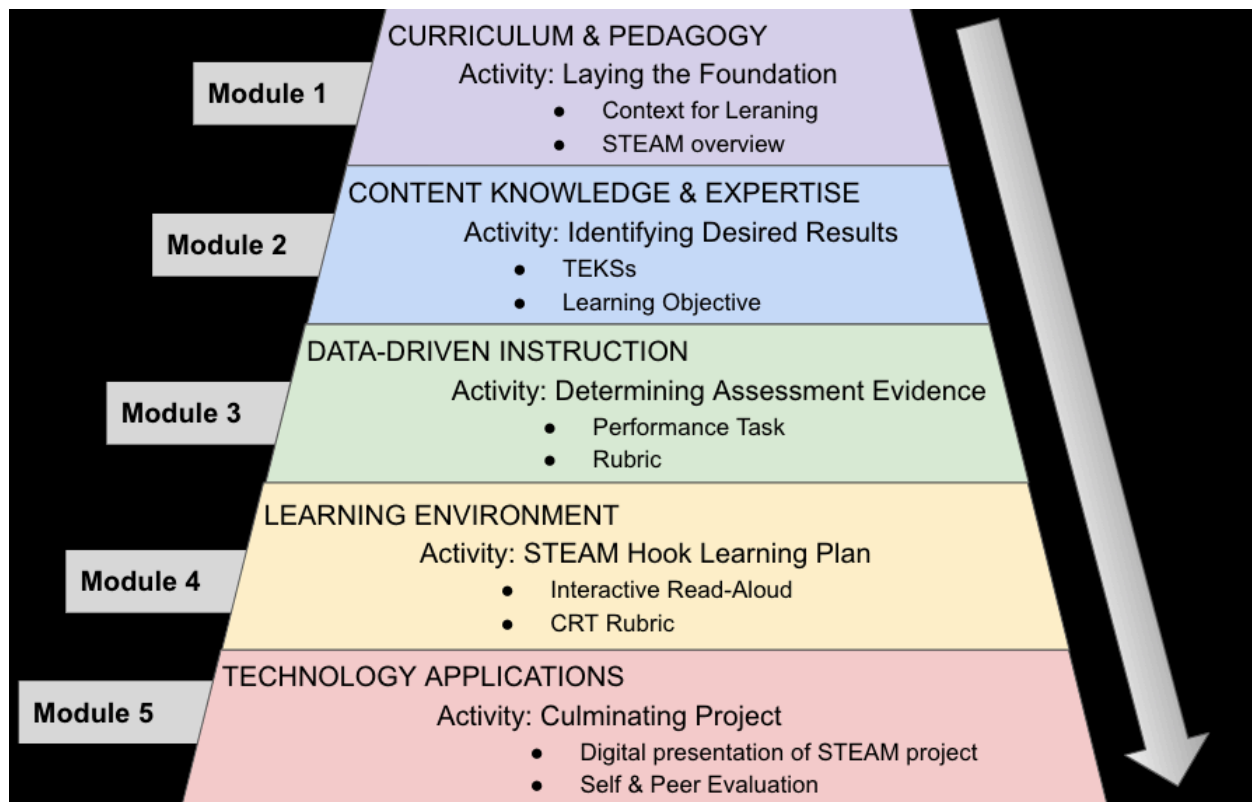 CURRICULUM & PEDAGOGY
Module 1
Activity: Laying the Foundation
● Context for Leraning
● STEAM overview
CONTENT KNOWLEDGE & EXPERTISE
Module 2
Activity: Identifying Desired Results
● TEKSs
● Learning Objective
DATA-DRIVEN INSTRUCTION
Module 3
Activity: Determining Assessment Evidence
● Performance Task
● Rubric
LEARNING ENVIRONMENT
Module 4
Activity: STEAM Hook Learning Plan
● Interactive Read-Aloud
● CRT Rubric
TECHNOLOGY APPLICATIONS
Module 5
Activity: Culminating Project
● Digital presentation of STEAM project
● Self & Peer Evaluation